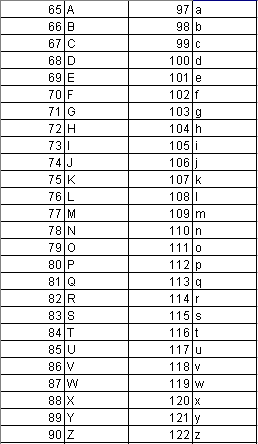 65 A 97 a
66 B 98 b
67 C 99 c
68 D 100 d
69 E 101 e
70 F 102 f
71 G 103 g
72 H 104 h
73 I 105 i
74 J 106 j
75 K 107 k
76 L 108 l
77 M 109 m
78 N 110 n
79 O 111 o
80 P 112 p
81 Q 113 q
82 R 114 r
83 S 115 s
84 T 116 t
85 U 117 u
86 V 118 v
87 W 119 w
88 X 120 x
89 Y 121 y
90 Z 122 z